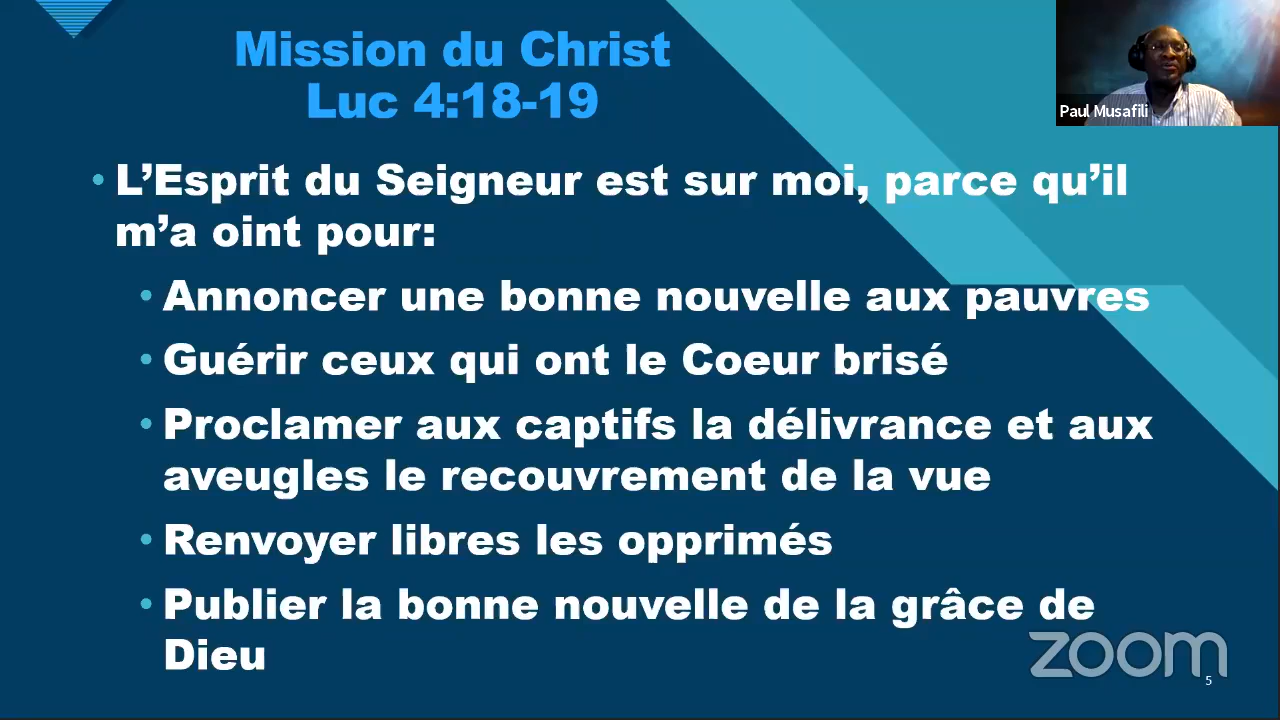 Mission du Christ
Luc 4:18-19
Paul Musafili
• L’Esprit du Seigneur est sur moi, parce qu’il
m’a oint pour:
• Annoncer une bonne nouvelle aux pauvres
• Guérir ceux qui ont le Coeur brisé
• Proclamer aux captifs la délivrance et aux
aveugles le recouvrement de la vue
• Renvoyer libres les opprimés
• Publier la bonne nouvelle de la grâce de
Dieu
zoom
5